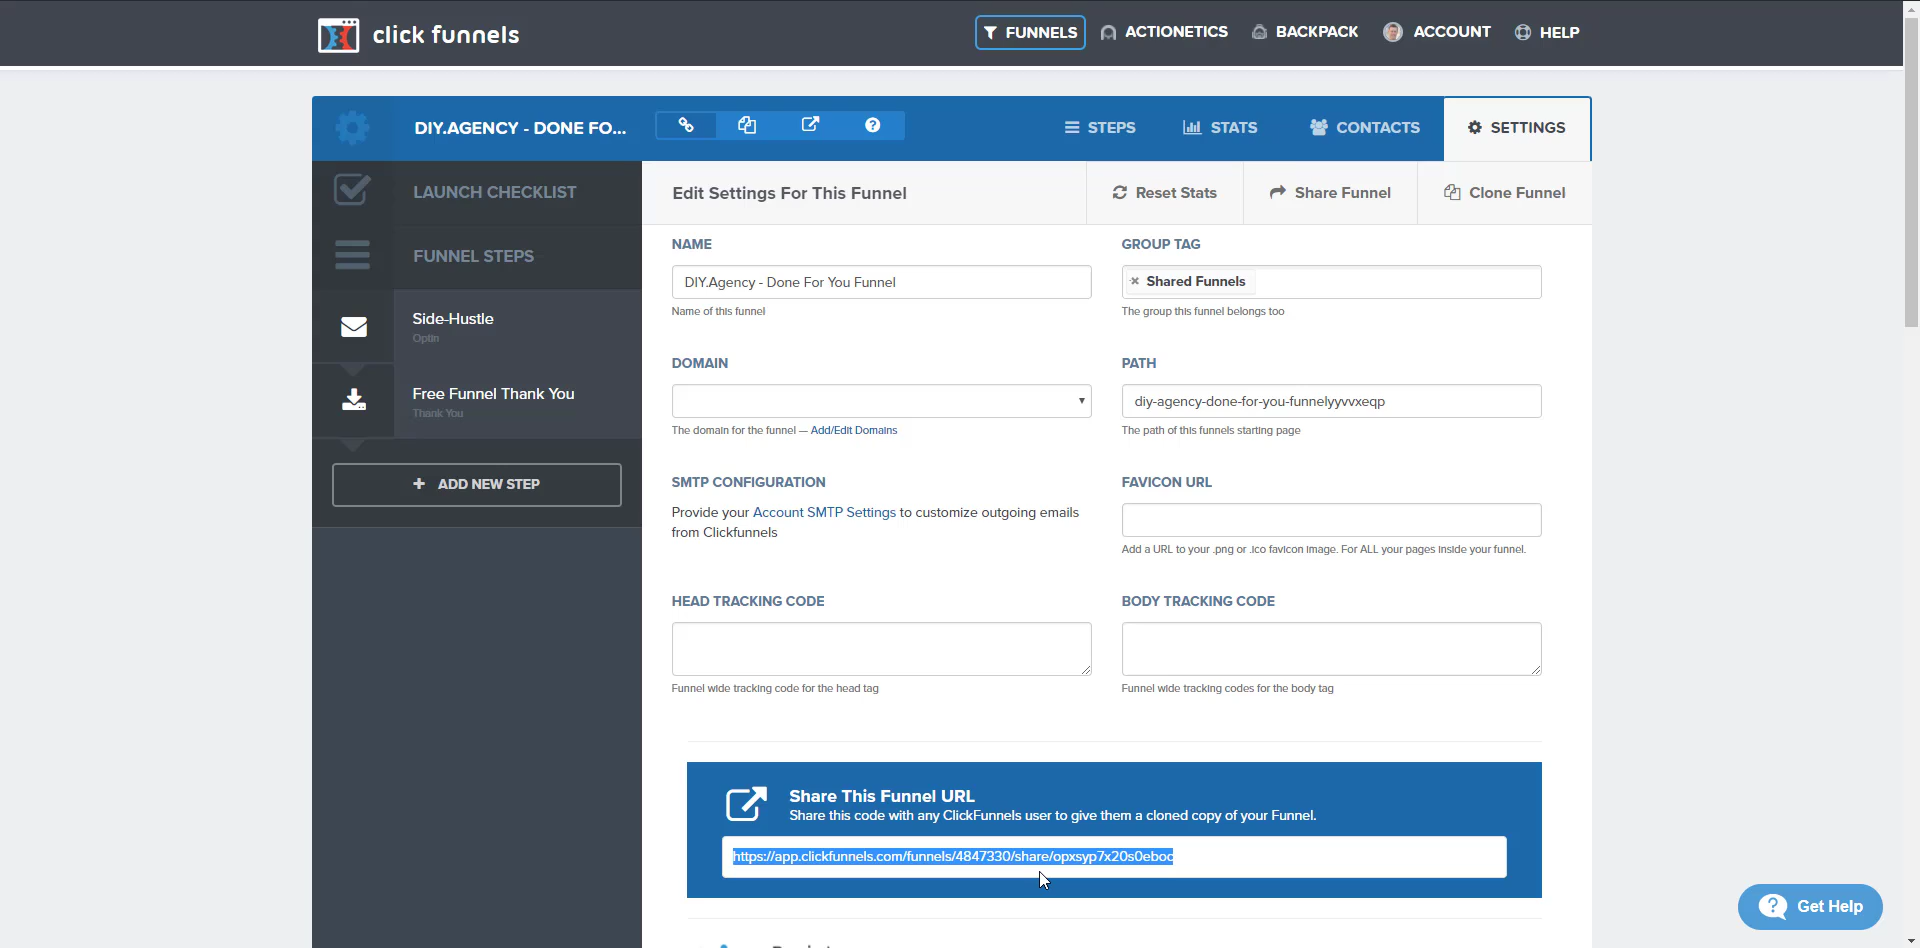 click funnels
FUNNELS
ACTIONETICS
BACKPACK
ACCOUNT
HELP
DIY.AGENCY - DONE FO...
STEPS
STATS
CONTACTS
SETTINGS
LAUNCH CHECKLIST
FUNNEL STEPS
Side-Hustle
Optin
Free Funnel Thank You
Thank You
+ ADD NEW STEP
Edit Settings For This Funnel
Reset Stats
Share Funnel
Clone Funnel
NAME
DIY.Agency - Done For You Funnel
Name of this funnel
GROUP TAG
× Shared Funnels
The group this funnel belongs too
DOMAIN
The domain for the funnel — Add/Edit Domains
PATH
diy-agency-done-for-you-funnelyyvvxeqp
The path of this funnels starting page
SMTP CONFIGURATION
Provide your Account SMTP Settings to customize outgoing emails
from Clickfunnels
FAVICON URL
Add a URL to your .png or .ico favicon image. For ALL your pages inside your funnel.
HEAD TRACKING CODE
Funnel wide tracking code for the head tag
BODY TRACKING CODE
Funnel wide tracking codes for the body tag
Share This Funnel URL
Share this code with any ClickFunnels user to give them a cloned copy of your Funnel.
https://app.clickfunnels.com/funnels/4847330/share/opxsyp7x20s0eboc
Get Help